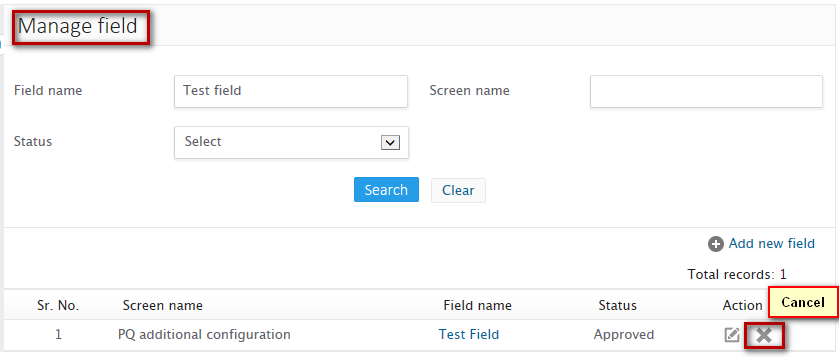 Manage field
Field name Test field Screen name
Status Select
Search Clear
Add new field
Total records: 1
Sr. No. Screen name Field name Status Action Cancel
1 PQ additional configuration Test Field Approved